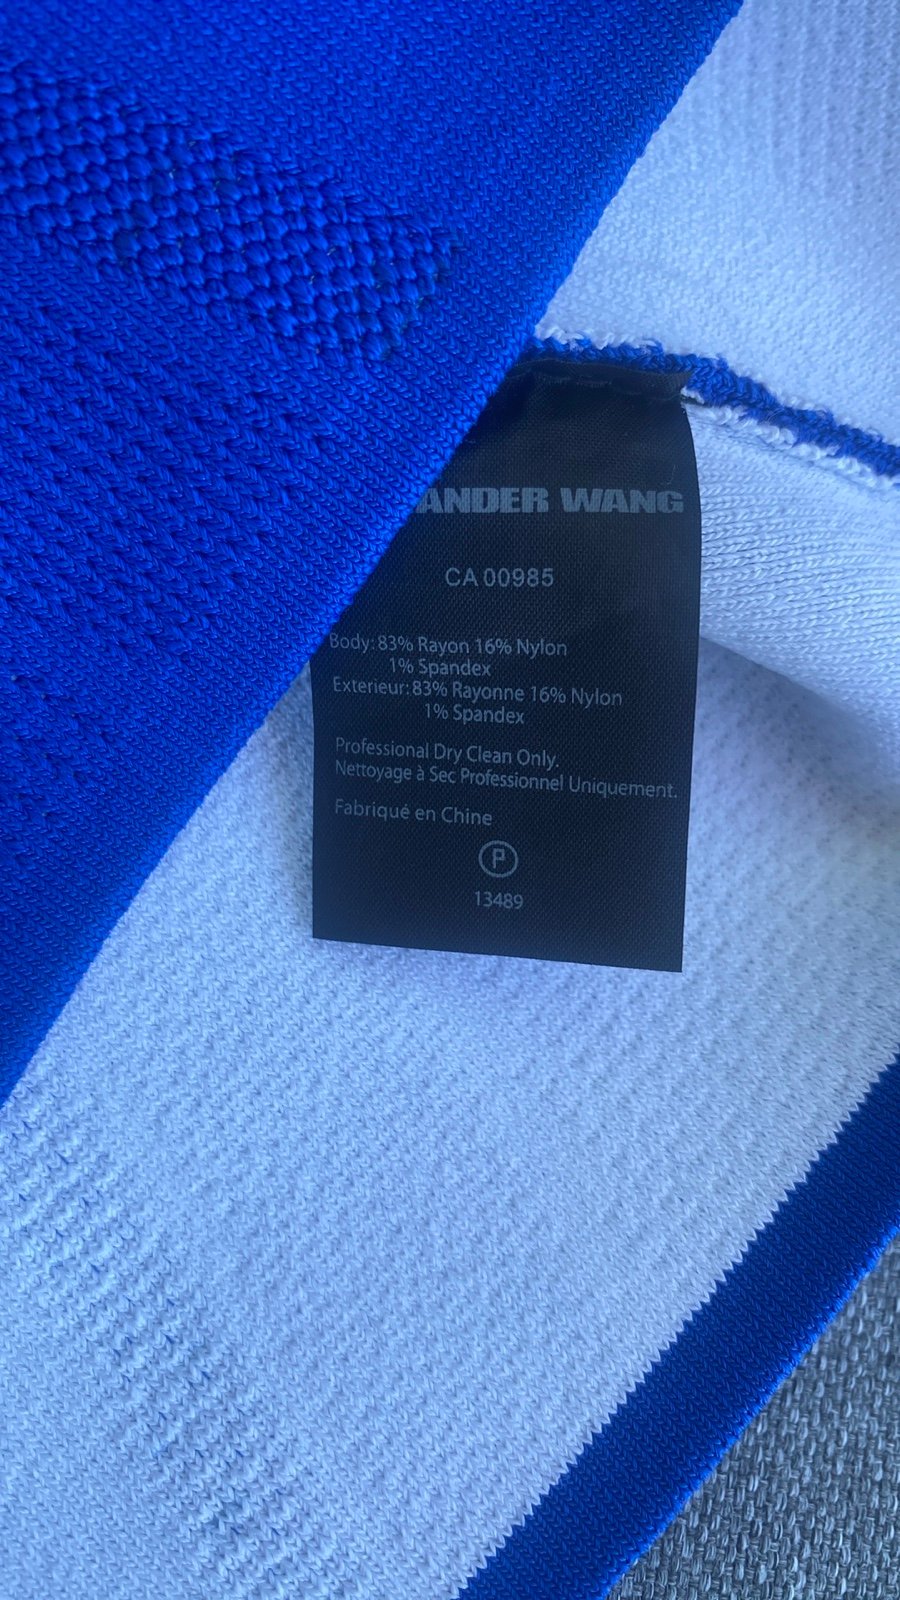 ANDER WANG
CA 00985
Body: 83% Rayon 16% Nylon
1% Spandex
Exterieur: 83% Rayonne 16% Nylon
1% Spandex
Professional Dry Clean Only.
Nettoyage à Sec Professionnel Uniquement.
Fabriqué en Chine
P
13489